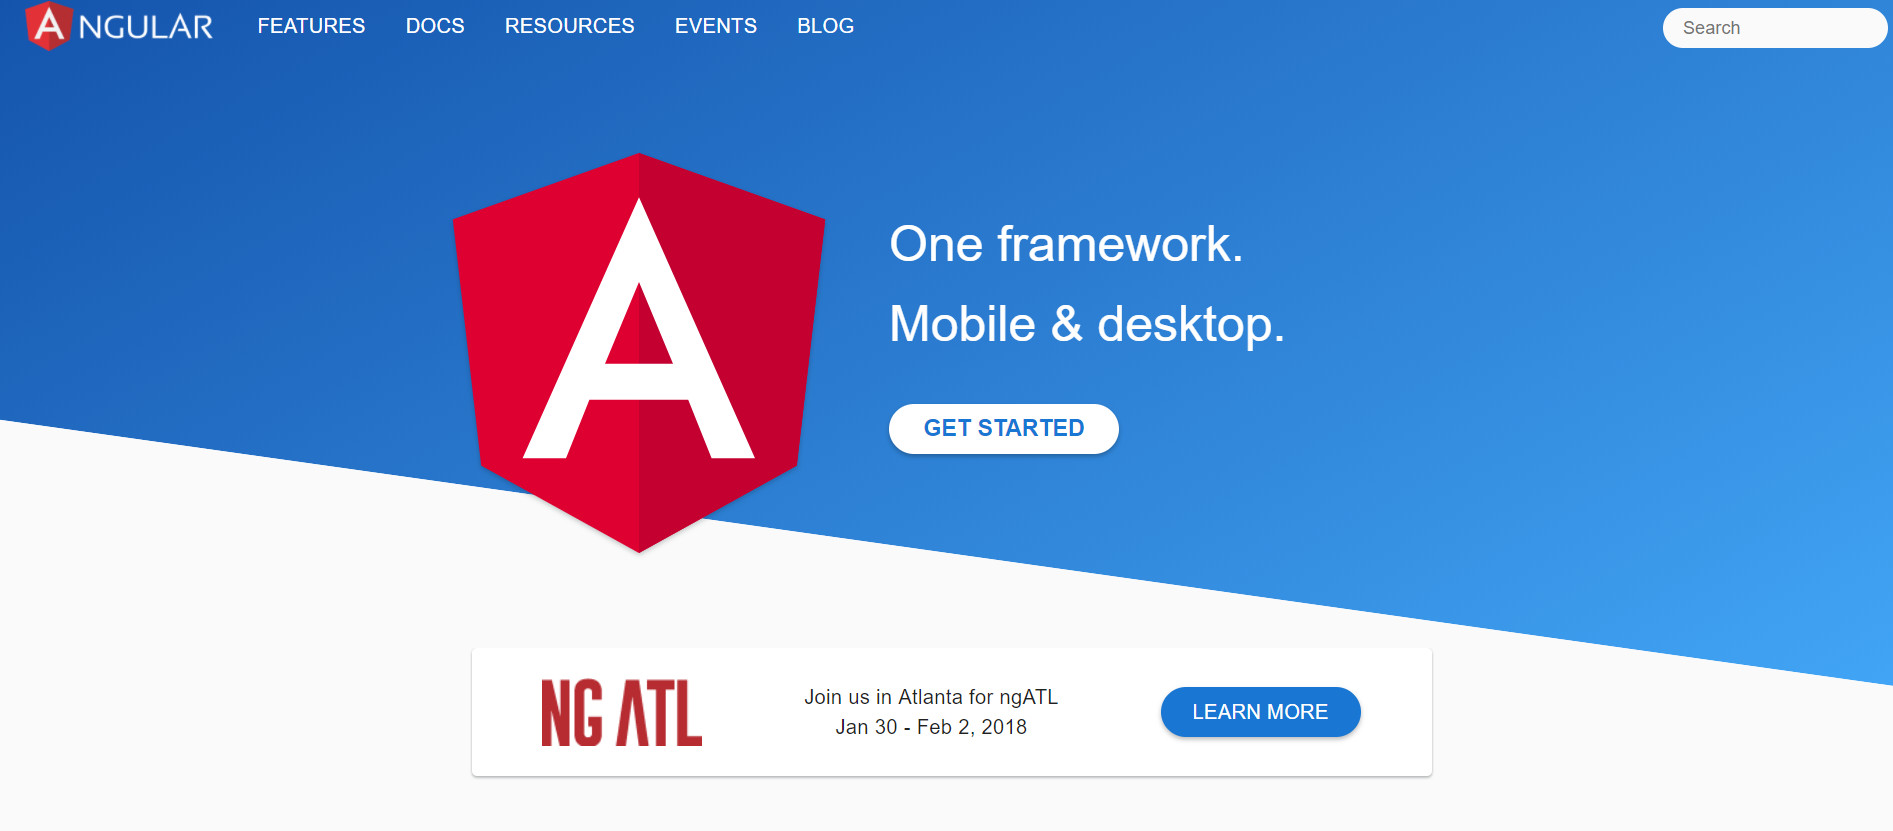 ANGULAR FEATURES DOCS RESOURCES EVENTS BLOG Search
A
One framework.
Mobile & desktop.
GET STARTED
NG ATL
Join us in Atlanta for ngATL
Jan 30 - Feb 2, 2018
LEARN MORE